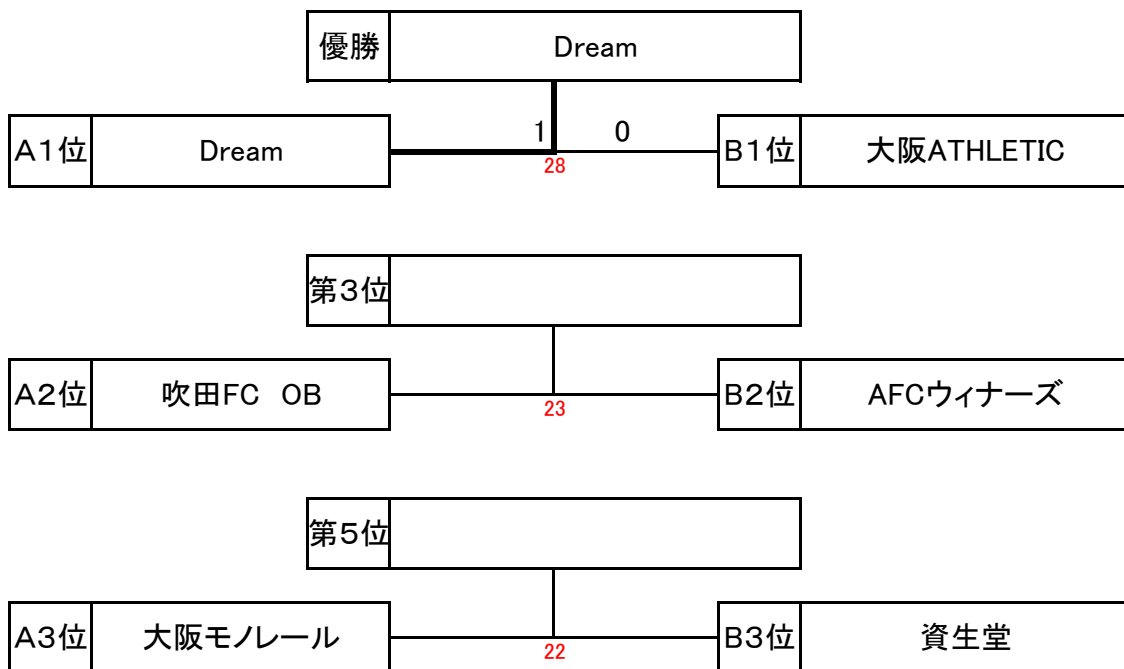 優勝 Dream
1 0
A1位 Dream B1位 大阪ATHLETIC
28
第3位
A2位 吹田FC OB B2位 AFCウィナーズ
23
第5位
A3位 大阪モノレール B3位 資生堂
22